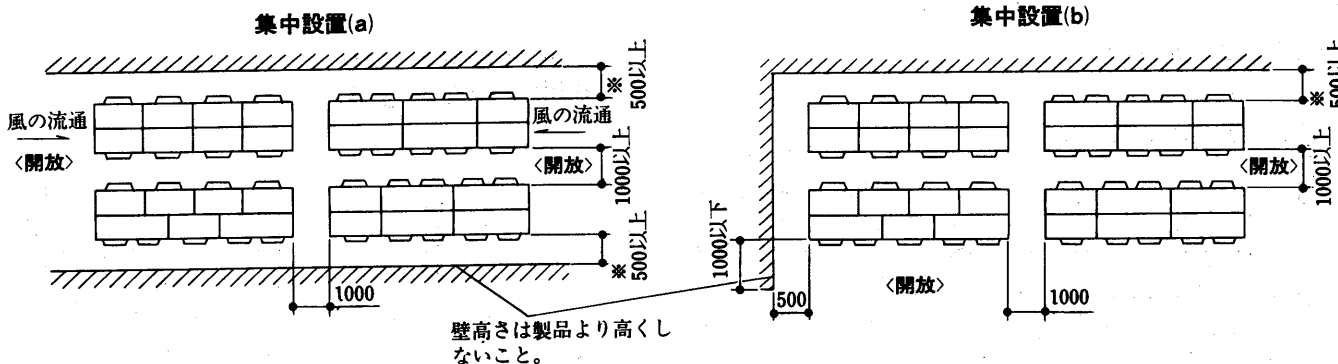 集中設置(a)
※
500以上
風の流通
〈開放〉
風の流通
〈開放〉
1000以上
※
500以上
1000
壁高さは製品より高くし
ないこと。
集中設置(b)
※
500以上
〈開放〉
1000以上
1000以下
500
〈開放〉
1000